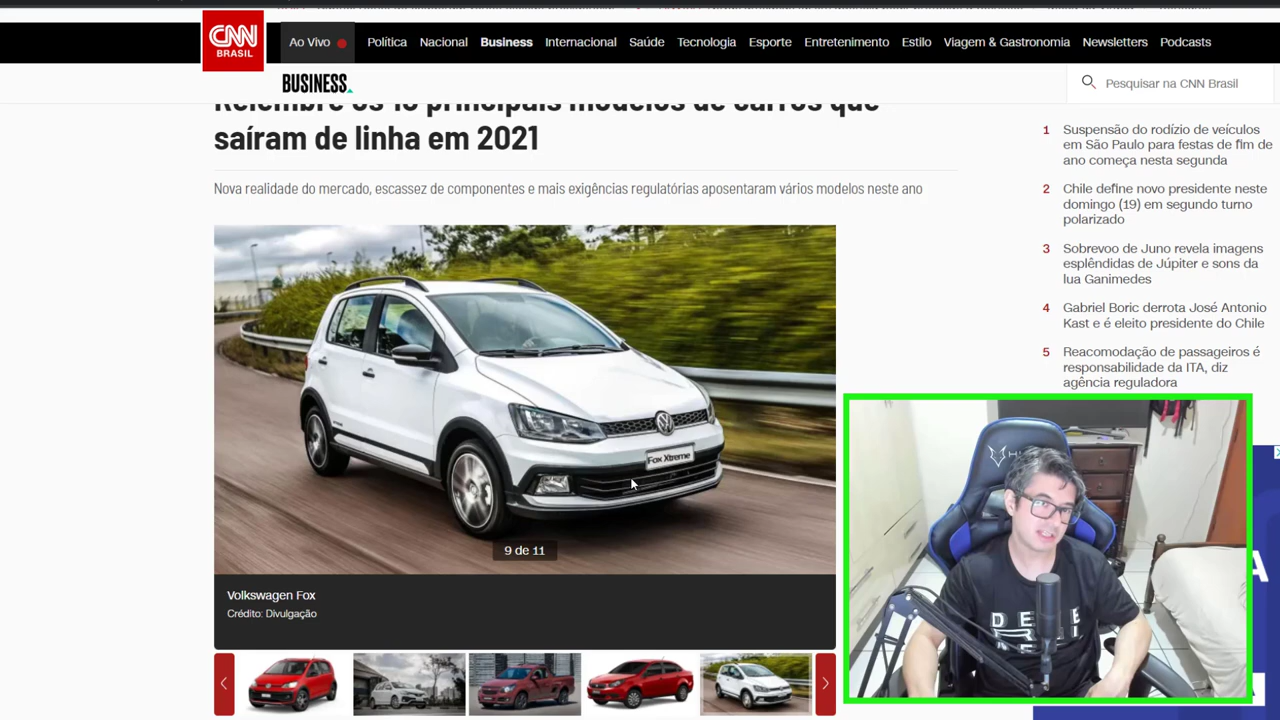 CNN
BRASIL
Ao Vivo
Política
Nacional
Business
Internacional
Saúde
Tecnologia
Esporte
Entretenimento
Estilo
Viagem & Gastronomia
Newsletters
Podcasts
BUSINESS
Pesquisar na CNN Brasil
Relembre os 10 principais modelos de carros que
saíram de linha em 2021
Nova realidade do mercado, escassez de componentes e mais exigências regulatórias aposentaram vários modelos neste ano
1 Suspensão do rodízio de veículos
em São Paulo para festas de fim de
ano começa nesta segunda
2 Chile define novo presidente neste
domingo (19) em segundo turno
polarizado
3 Sobrevoo de Juno revela imagens
esplêndidas de Júpiter e sons da
lua Ganimedes
4 Gabriel Boric derrota José Antonio
Kast e é eleito presidente do Chile
5 Reacomodação de passageiros é
responsabilidade da ITA, diz
agência reguladora
Fox Xtreme
9 de 11
Volkswagen Fox
Crédito: Divulgação